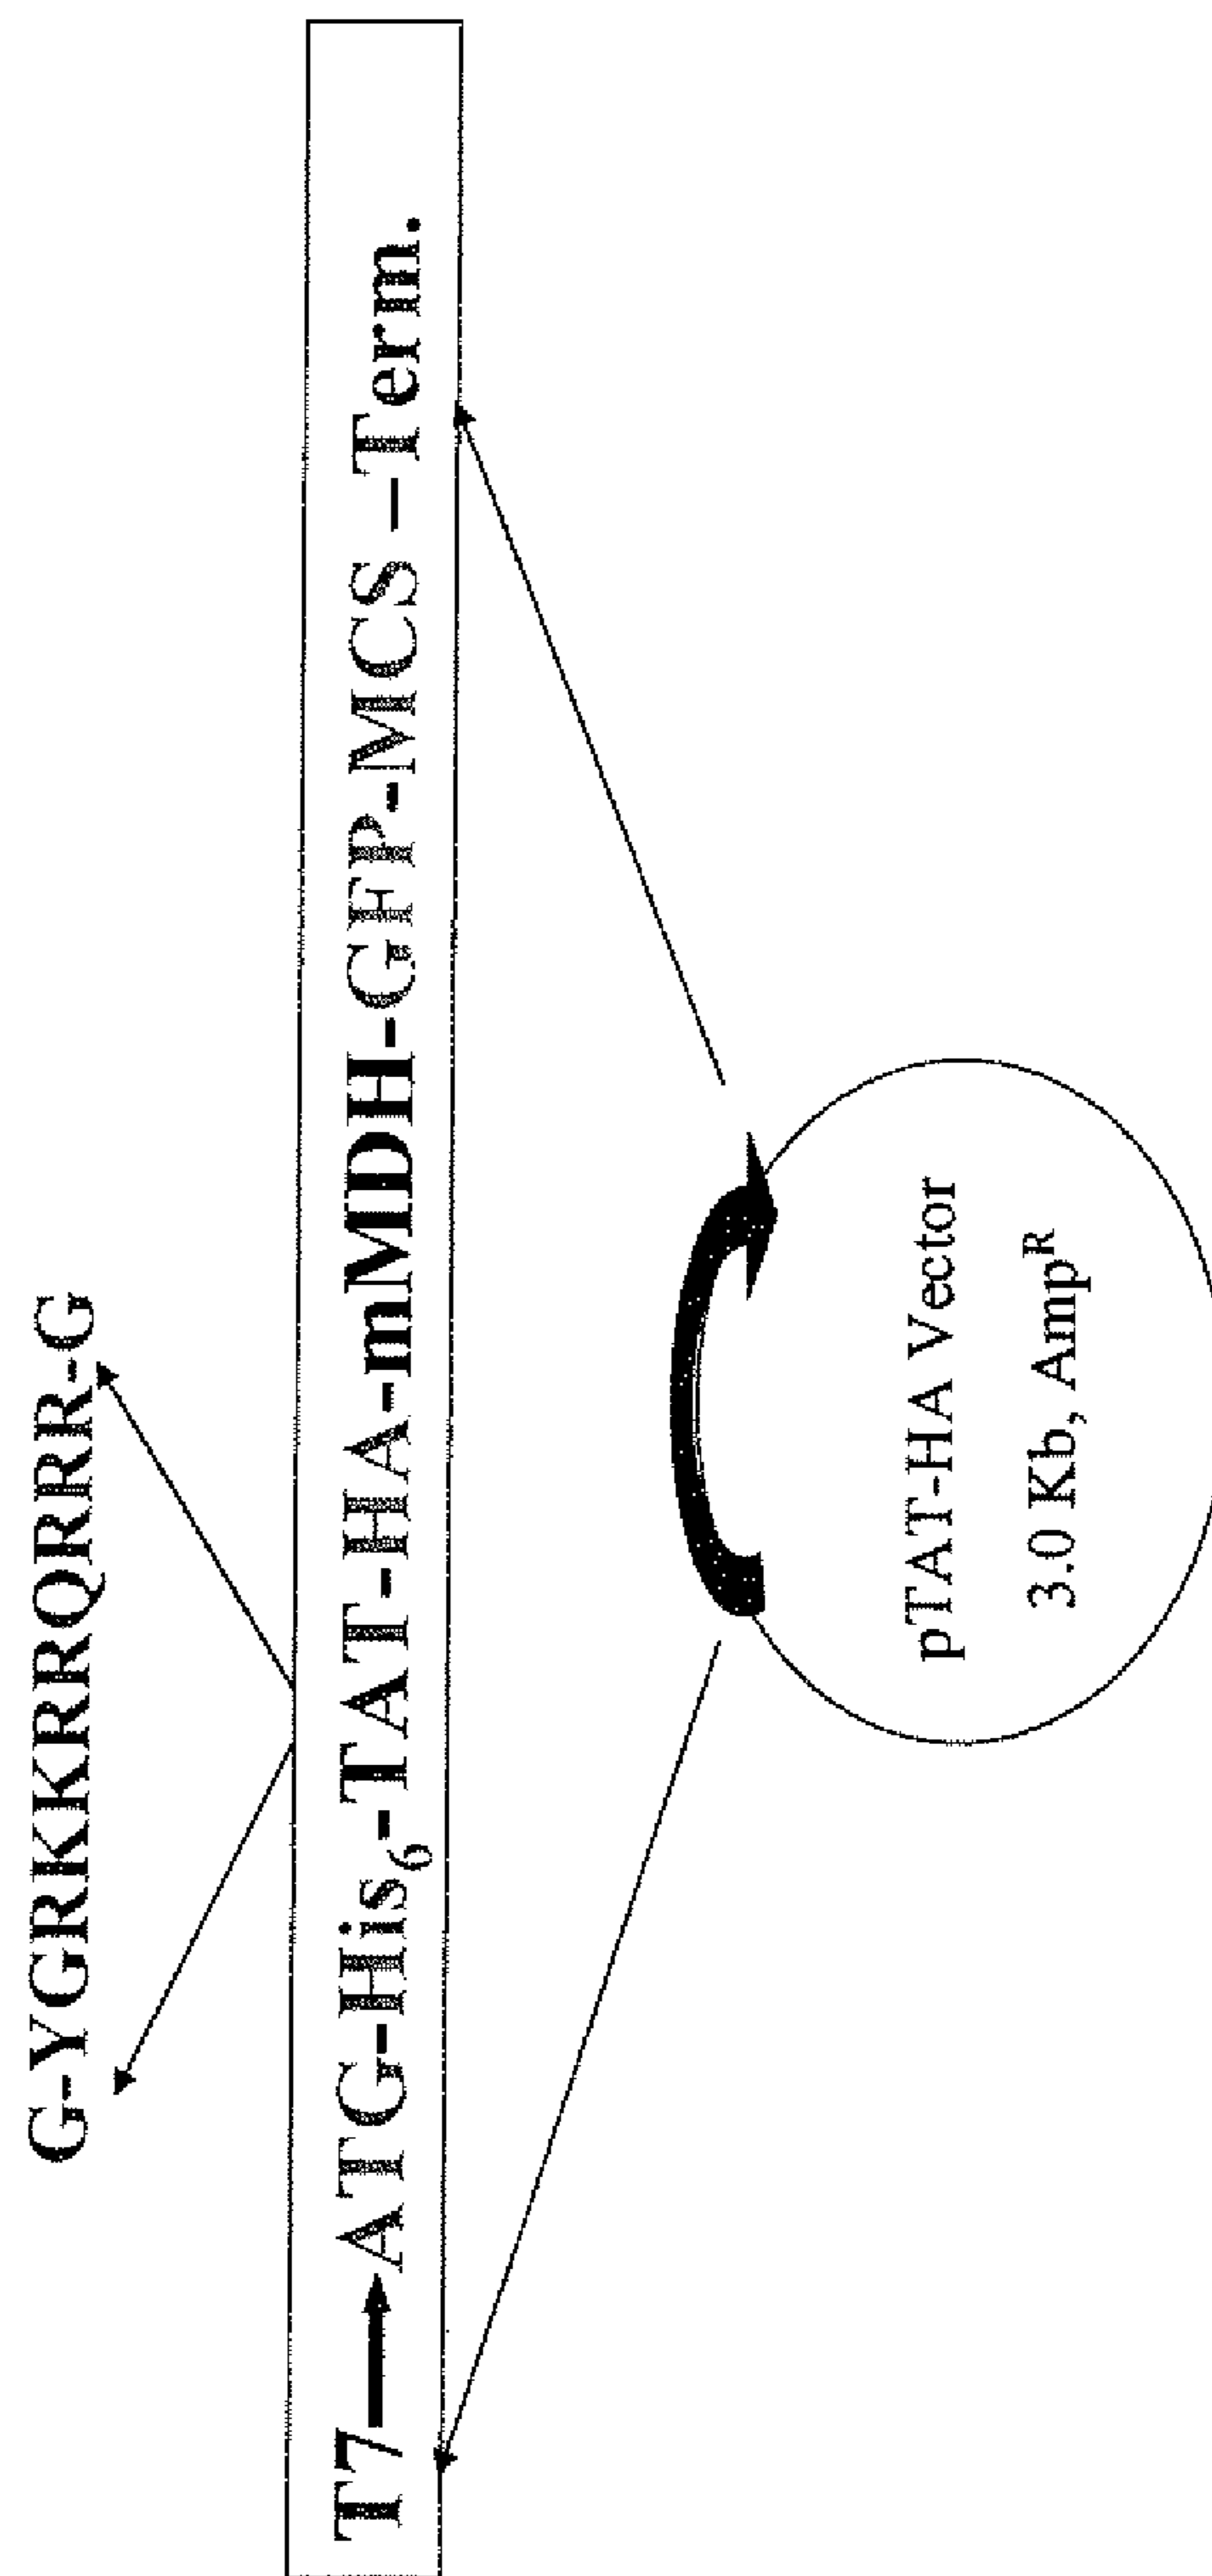 G-YGRKKRRQRRR-G
T7→ATG-His₆-TAT-HA-mMDH-GFP-MCS–Term.
pTAT-HA Vector
3.0 Kb, Ampᴿ